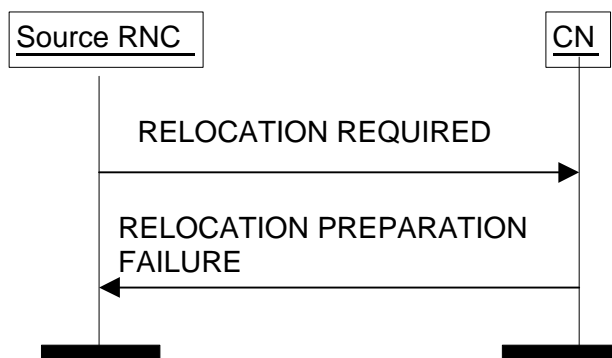 Source RNC
CN
RELOCATION REQUIRED
RELOCATION PREPARATION
FAILURE